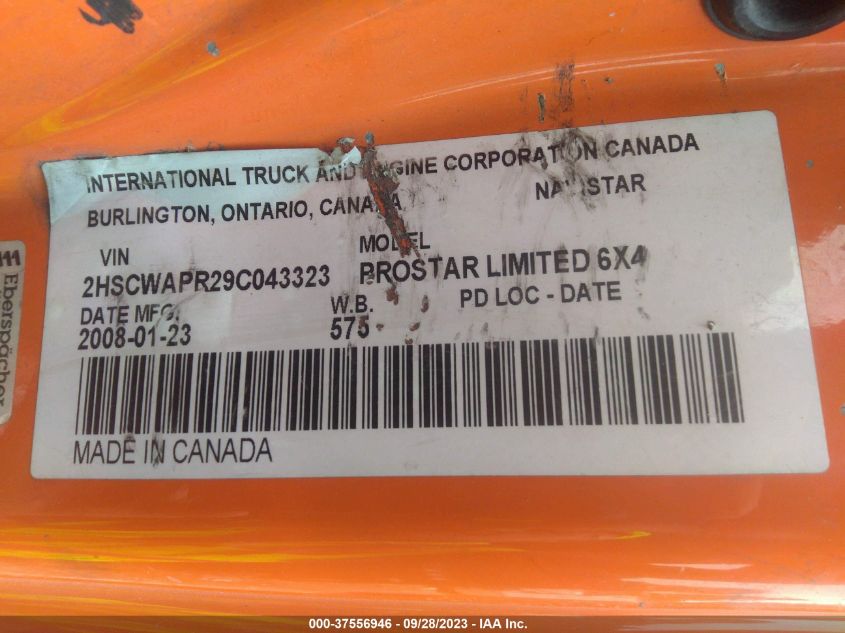 INTERNATIONAL TRUCK AND ENGINE CORPORATION CANADA
BURLINGTON, ONTARIO, CANADA NAVISTAR
VIN MODEL
2HSCWAPR29C043323 PROSTAR LIMITED 6X4
DATE MFG. W.B. PD LOC - DATE
2008-01-23 575
MADE IN CANADA
Eberspächer
000-37556946 - 09/28/2023 - IAA Inc.